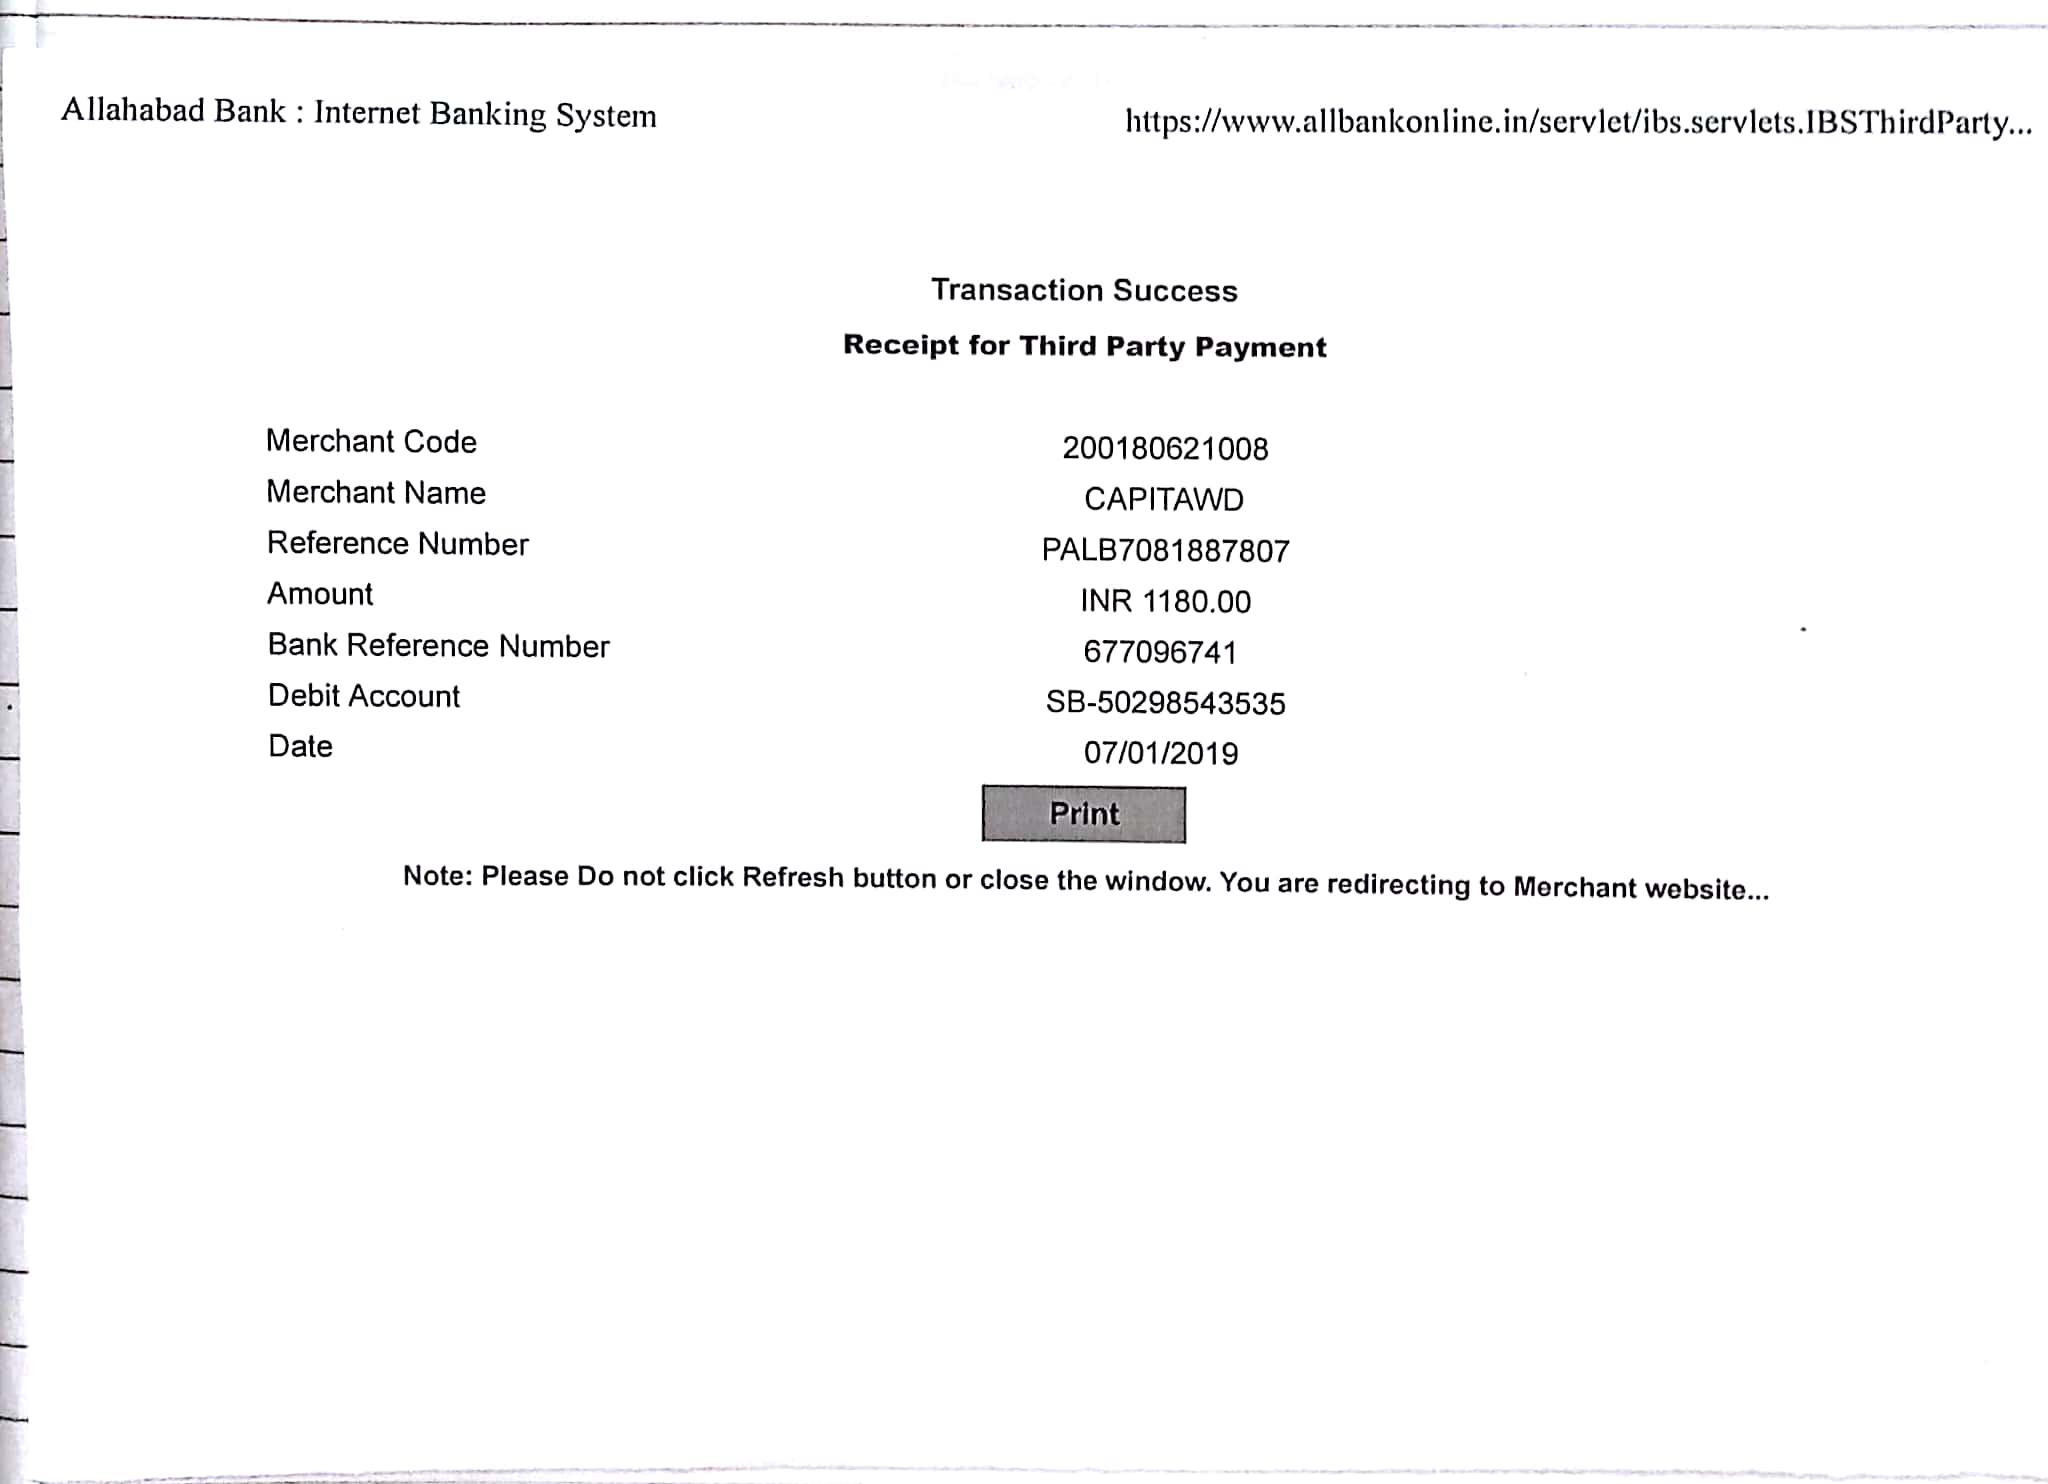 Allahabad Bank : Internet Banking System
https://www.allbankonline.in/servlet/ibs.servlets.IBSThirdParty...
Transaction Success
Receipt for Third Party Payment
Merchant Code 200180621008
Merchant Name CAPITAWD
Reference Number PALB7081887807
Amount INR 1180.00
Bank Reference Number 677096741
Debit Account SB-50298543535
Date 07/01/2019
Print
Note: Please Do not click Refresh button or close the window. You are redirecting to Merchant website...